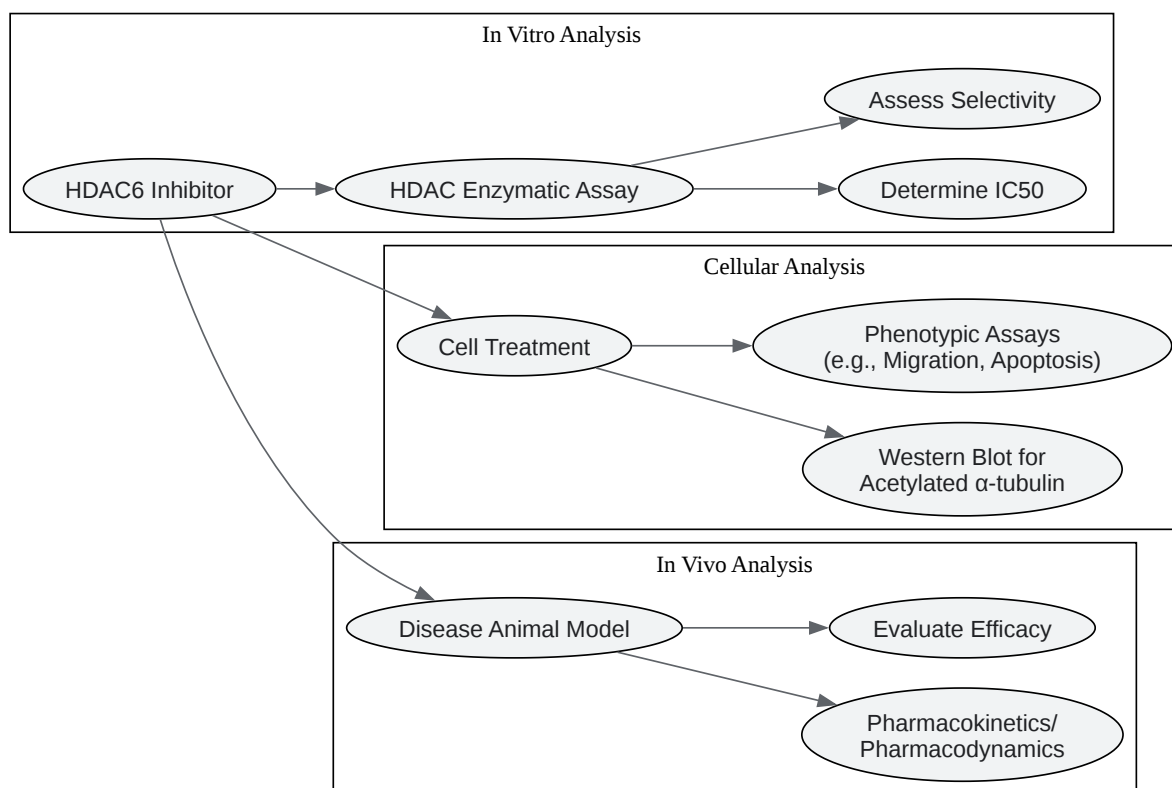 In Vitro Analysis
Assess Selectivity
HDAC6 Inhibitor
HDAC Enzymatic Assay
Determine IC50
Cellular Analysis
Cell Treatment
Phenotypic Assays
(e.g., Migration, Apoptosis)
Western Blot for
Acetylated α-tubulin
In Vivo Analysis
Disease Animal Model
Evaluate Efficacy
Pharmacokinetics/
Pharmacodynamics